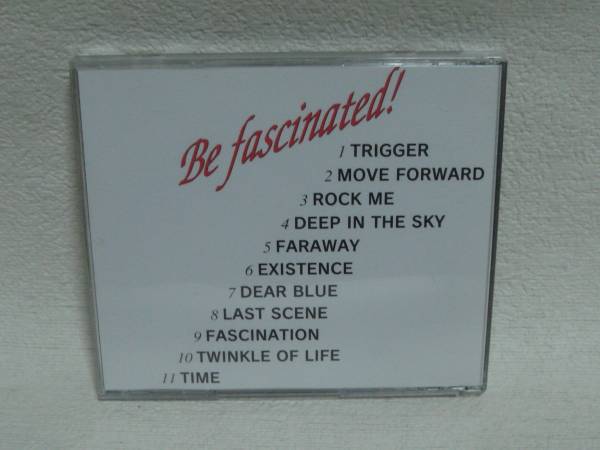 Be fascinated!
1 TRIGGER
2 MOVE FORWARD
3 ROCK ME
4 DEEP IN THE SKY
5 FARAWAY
6 EXISTENCE
7 DEAR BLUE
8 LAST SCENE
9 FASCINATION
10 TWINKLE OF LIFE
11 TIME